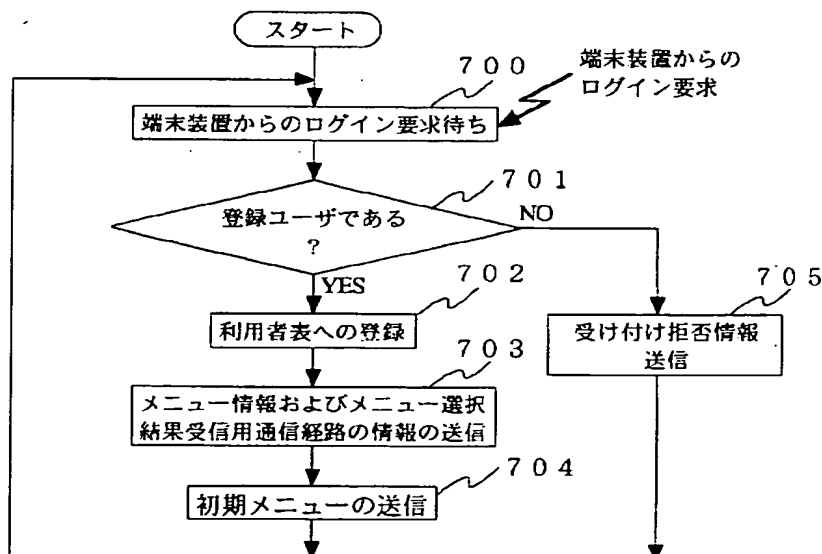 スタート
700
端末装置からの
ログイン要求
端末装置からのログイン要求待ち
701
登録ユーザである
?
NO
YES
702
705
利用者表への登録
受け付け拒否情報
送信
703
メニュー情報およびメニュー選択
結果受信用通信経路の情報の送信
704
初期メニューの送信